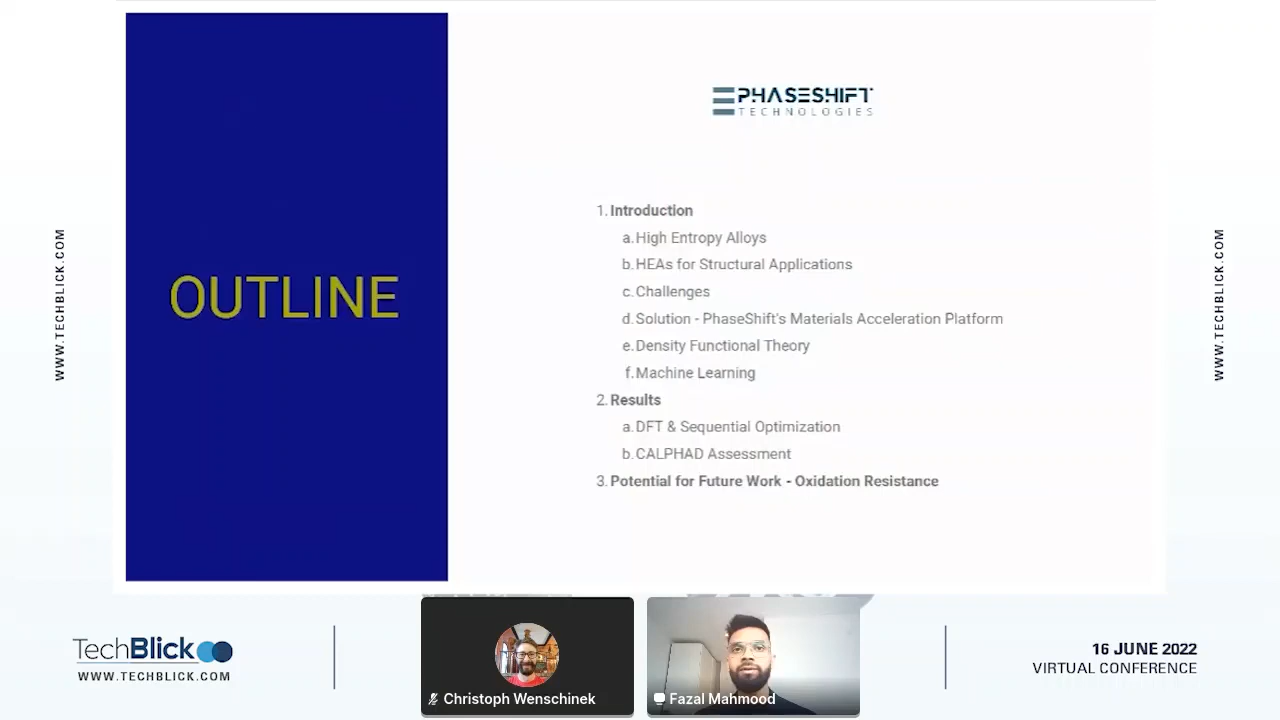 PHASESHIFT
TECHNOLOGIES
OUTLINE
1. Introduction
a. High Entropy Alloys
b. HEAs for Structural Applications
c. Challenges
d. Solution - PhaseShift's Materials Acceleration Platform
e. Density Functional Theory
f. Machine Learning
2. Results
a. DFT & Sequential Optimization
b. CALPHAD Assessment
3. Potential for Future Work - Oxidation Resistance
WWW.TECHBLICK.COM
WWW.TECHBLICK.COM
TechBlick
WWW.TECHBLICK.COM
Christoph Wenschinek
Fazal Mahmood
16 JUNE 2022
VIRTUAL CONFERENCE